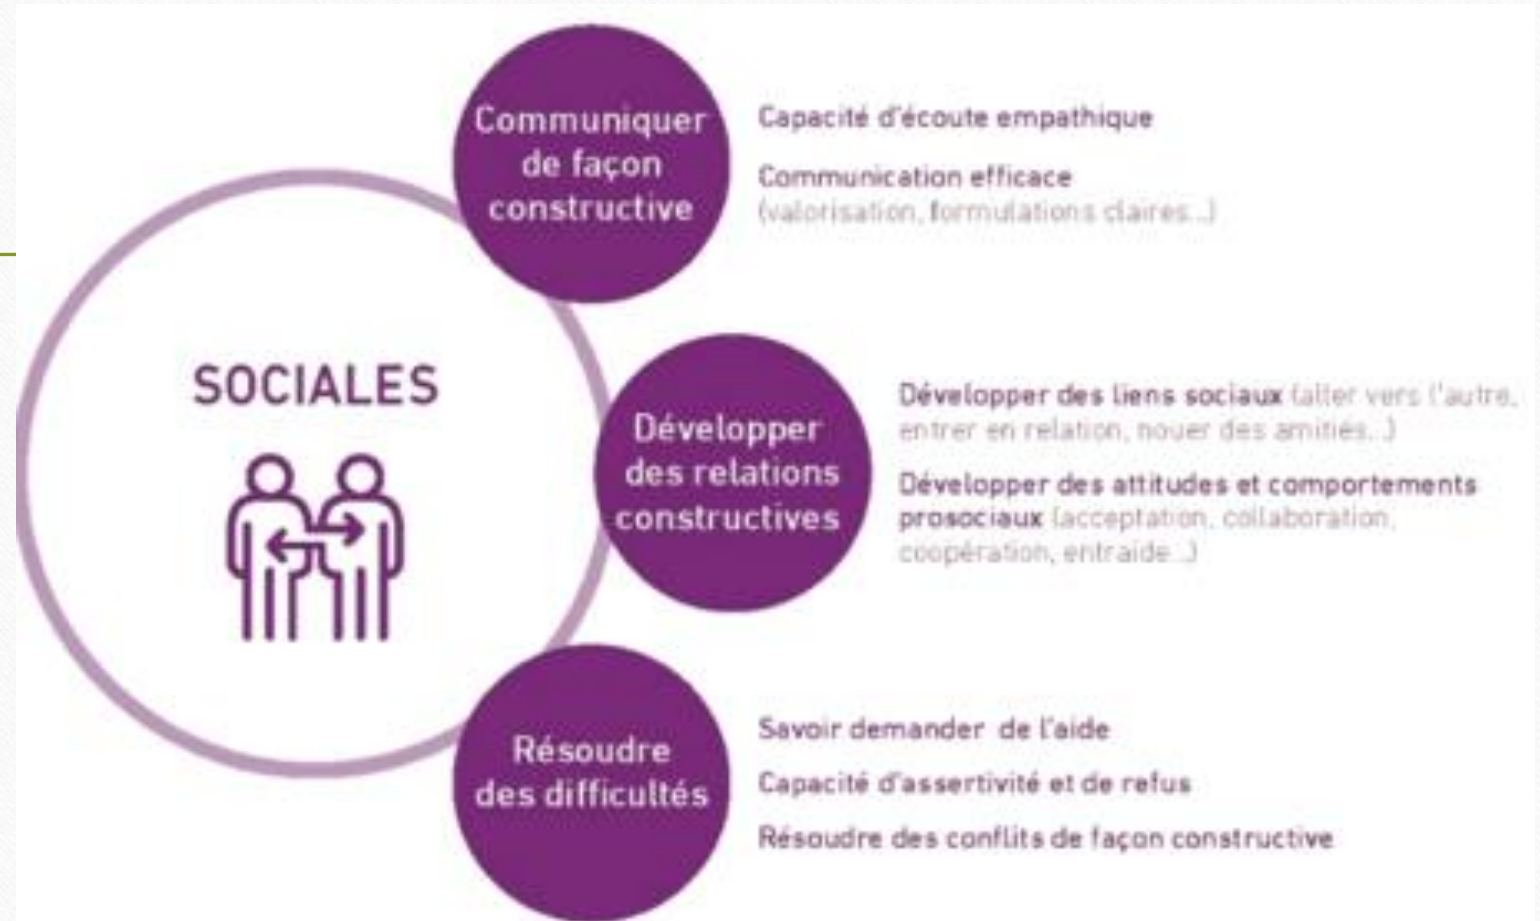 SOCIALES
Communiquer
de façon
constructive
Capacité d'écoute empathique
Communication efficace
(valorisation, formulations claires...)
Développer
des relations
constructives
Développer des liens sociaux (aller vers l'autre,
entrer en relation, nouer des amitiés...)
Développer des attitudes et comportements
prosociaux (acceptation, collaboration,
coopération, entraide...)
Résoudre
des difficultés
Savoir demander de l'aide
Capacité d'assertivité et de refus
Résoudre des conflits de façon constructive